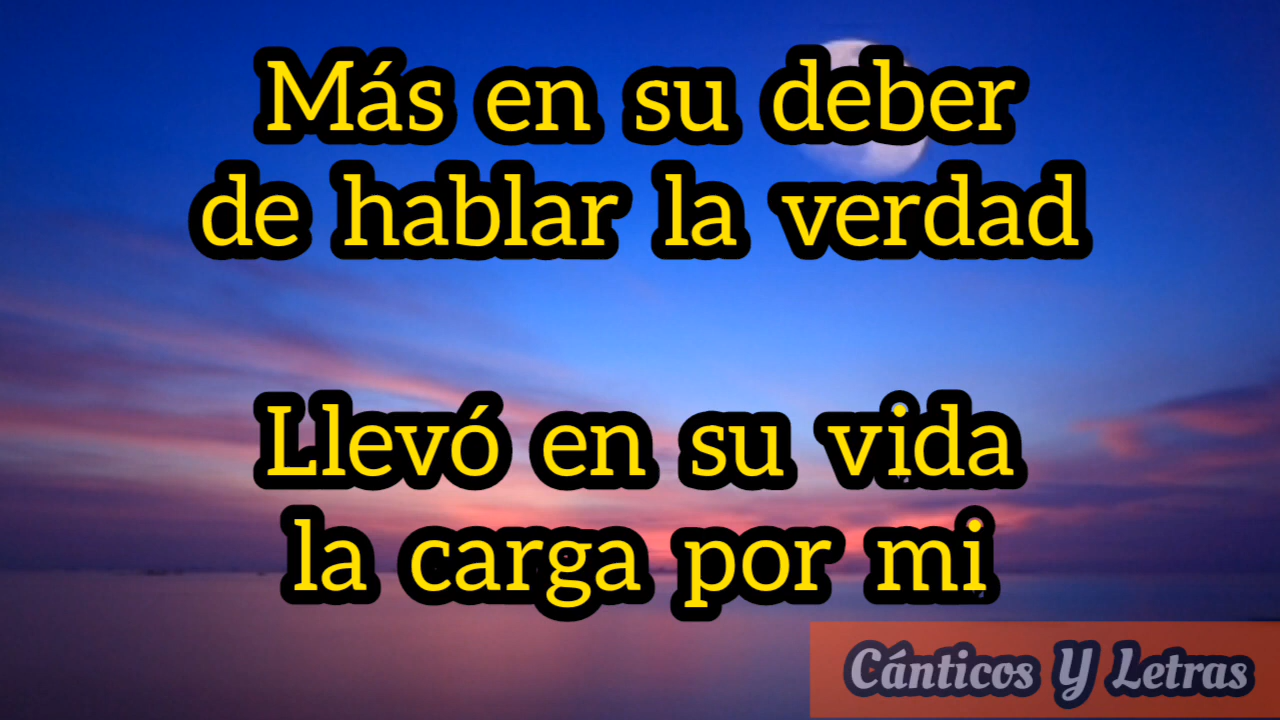 Más en su deber
de hablar la verdad
Llevó en su vida
la carga por mi
Cánticos Y Letras